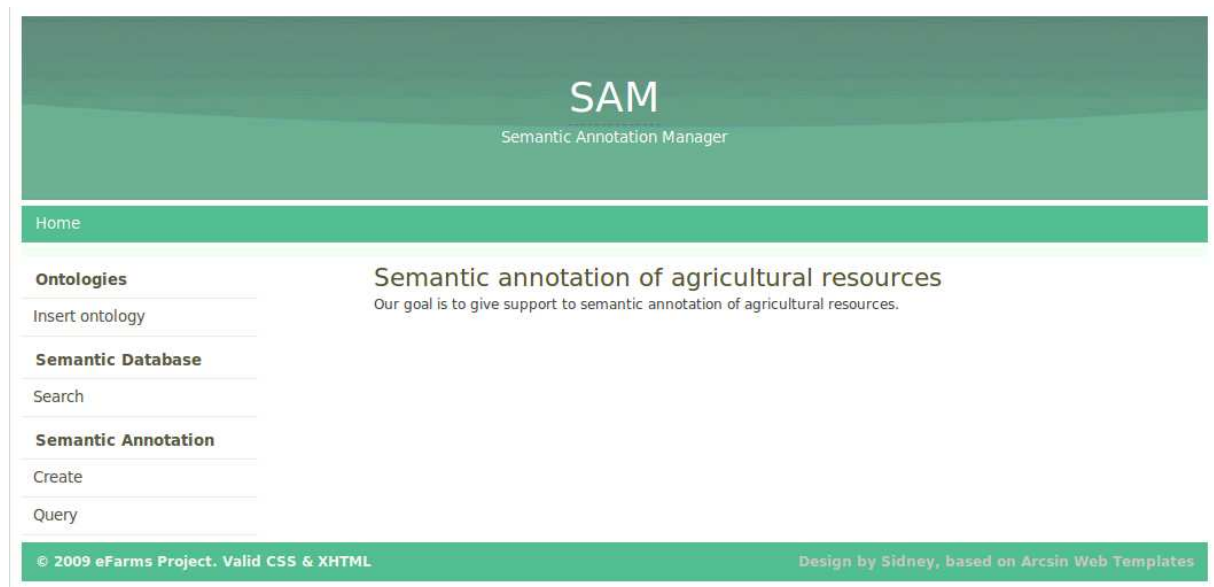 SAM
Semantic Annotation Manager
Home
Ontologies
Insert ontology
Semantic Database
Search
Semantic Annotation
Create
Query
Semantic annotation of agricultural resources
Our goal is to give support to semantic annotation of agricultural resources.
© 2009 eFarms Project. Valid CSS & XHTML
Design by Sidney, based on Arcsin Web Templates